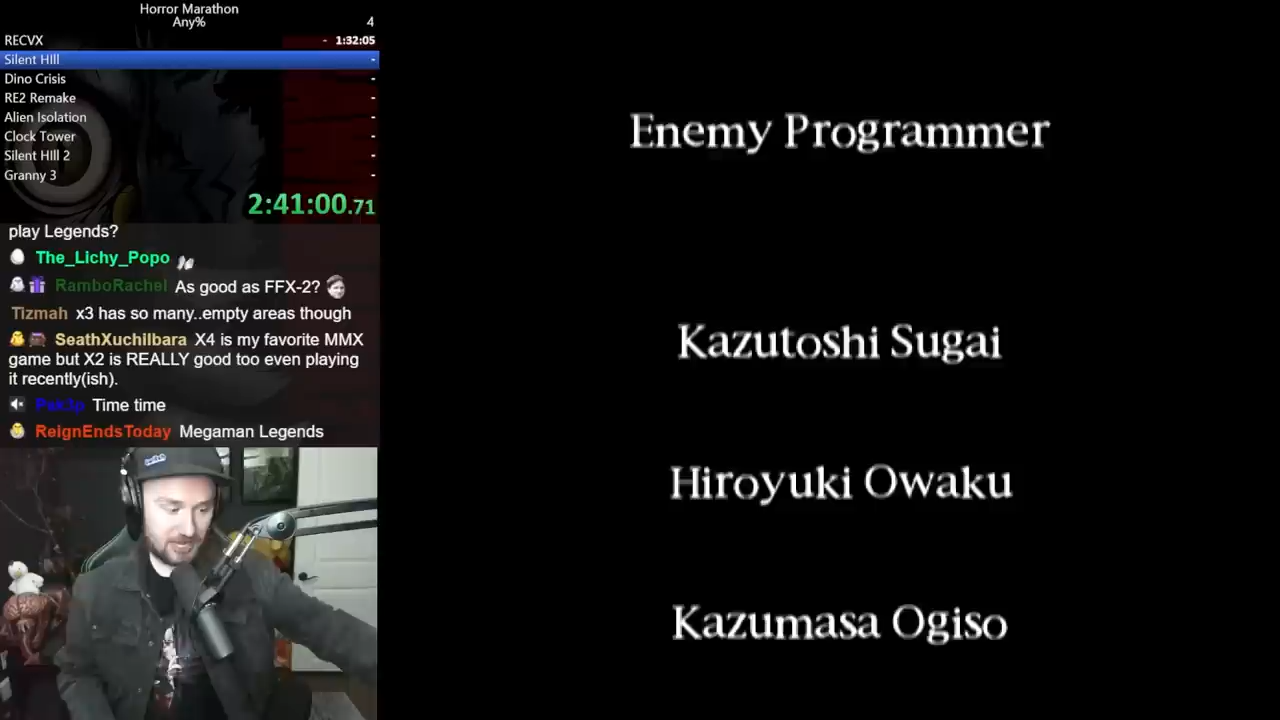 Horror Marathon
Any%
4
RECVX - 1:32:05
Silent HIll -
Dino Crisis -
RE2 Remake -
Alien Isolation -
Clock Tower -
Silent HIll 2 -
Granny 3 -
2:41:00.71
play Legends?
The_Lichy_Popo
RamboRachel As good as FFX-2?
Tizmah x3 has so many..empty areas though
SeathXuchilbara X4 is my favorite MMX
game but X2 is REALLY good too even playing
it recently(ish).
Time time
ReignEndsToday Megaman Legends
Enemy Programmer
Kazutoshi Sugai
Hiroyuki Owaku
Kazumasa Ogiso